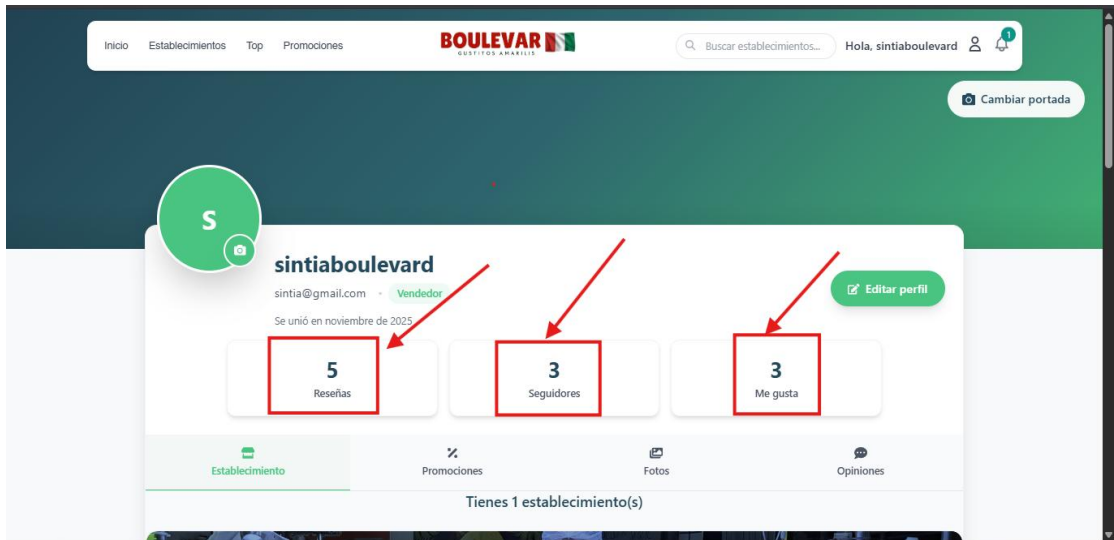 Inicio Establecimientos Top Promociones BOULEVAR Buscar establecimientos... Hola, sintiaboulevard 1
GUSTITOS AMARILIS
Cambiar portada
S
sintiaboulevard
sintia@gmail.com - Vendedor
Editar perfil
Se unió en noviembre de 2025
5 3 3
Reseñas Seguidores Me gusta
Establecimiento Promociones Fotos Opiniones
Tienes 1 establecimiento(s)